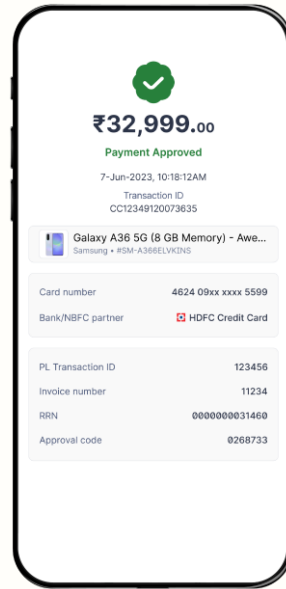 ₹32,999.00
Payment Approved
7-Jun-2023, 10:18:12AM
Transaction ID
CC12349120073635
Galaxy A36 5G (8 GB Memory) - Awe...
Samsung • #SM-A366ELVKINS
Card number 4624 09xx xxxx 5599
Bank/NBFC partner HDFC Credit Card
PL Transaction ID 123456
Invoice number 11234
RRN 0000000031460
Approval code 0268733